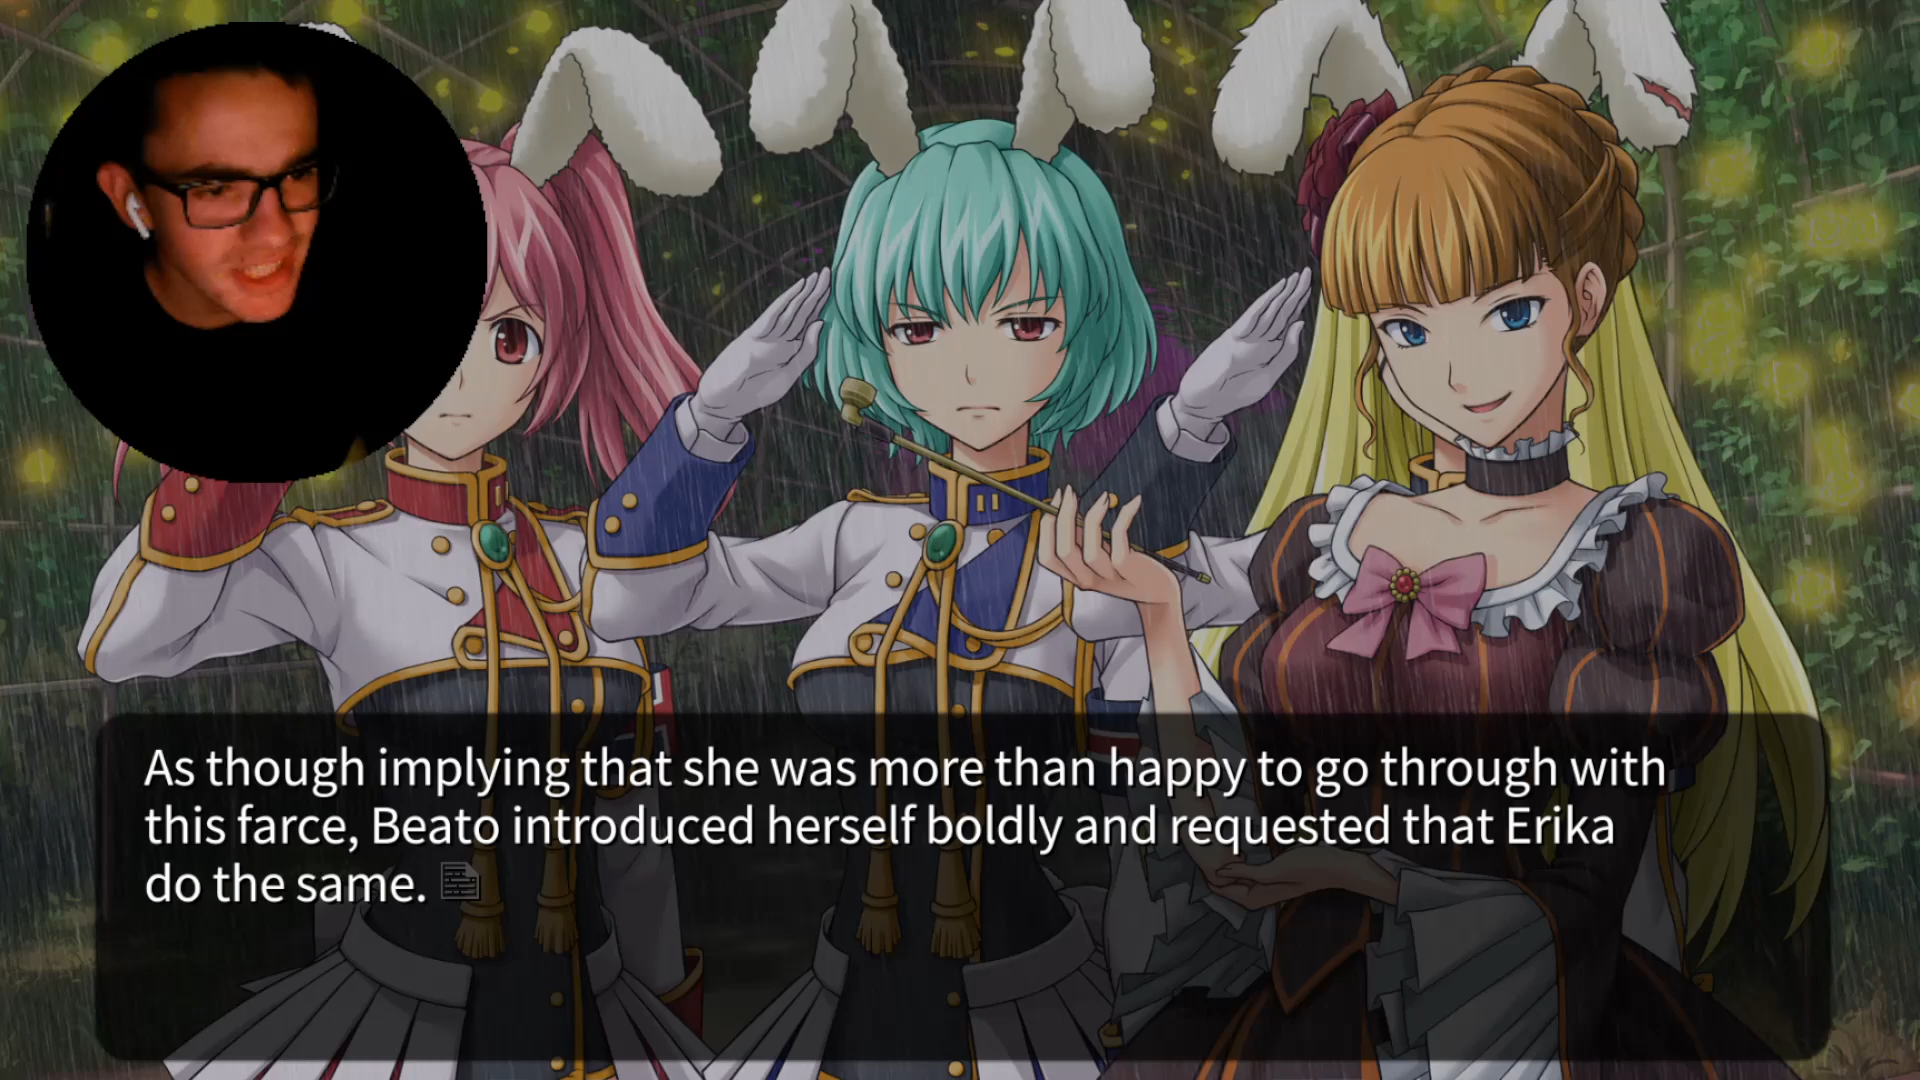 As though implying that she was more than happy to go through with
this farce, Beato introduced herself boldly and requested that Erika
do the same.